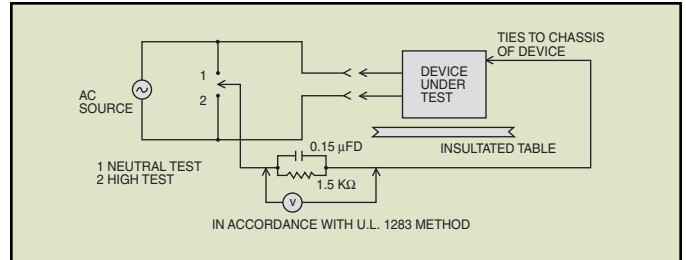 TIES TO CHASSIS
OF DEVICE
DEVICE
UNDER
TEST
1
2
AC
SOURCE
INSULTATED TABLE
0.15 µFD
1 NEUTRAL TEST
2 HIGH TEST
1.5 KΩ
V
IN ACCORDANCE WITH U.L. 1283 METHOD